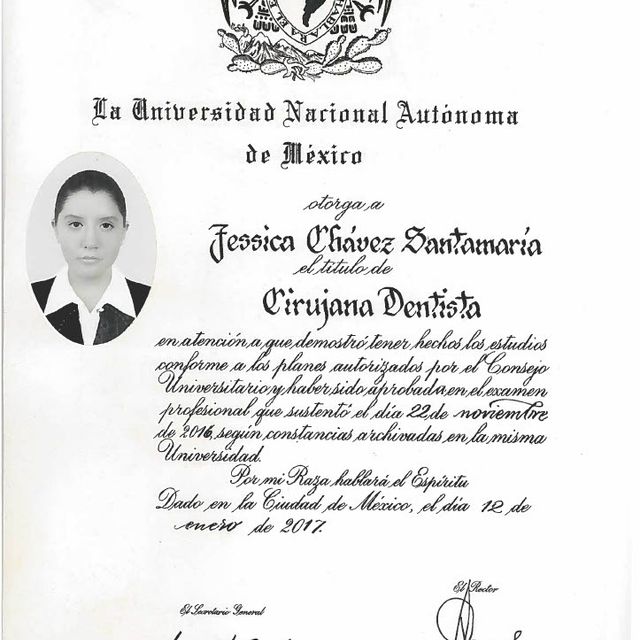 La Universidad Nacional Autónoma
de México
otorga a
Jessica Chávez Santamaría
el título de
Cirujana Dentista
en atención a que demostró tener hechos los estudios
conforme a los planes autorizados por el Consejo
Universitario y haber sido aprobada en el examen
profesional que sustentó el día 22 de noviembre
de 2016, según constancias archivadas en la misma
Universidad.
Por mi Raza hablará el Espíritu
Dado en la Ciudad de México, el día 12 de
enero de 2017.
El Rector
El Secretario General